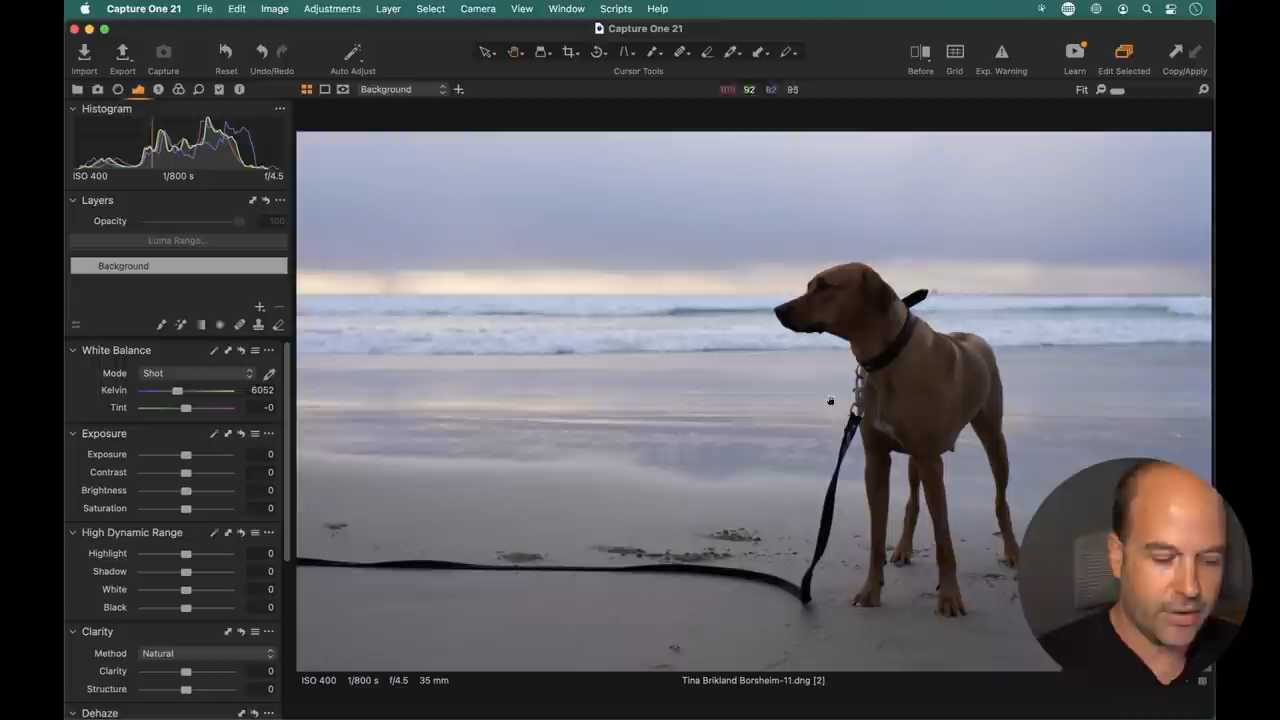 Capture One 21 File Edit Image Adjustments Layer Select Camera View Window Scripts Help
Capture One 21
Import Export Capture Reset Undo/Redo Auto Adjust Cursor Tools Before Grid Exp. Warning Learn Edit Selected Copy/Apply
Background 92 82 95 Fit
Histogram
ISO 400 1/800 s f/4.5
Layers
Opacity 100
Luma Range...
Background
White Balance
Mode Shot
Kelvin 6052
Tint -0
Exposure
Exposure 0
Contrast 0
Brightness 0
Saturation 0
High Dynamic Range
Highlight 0
Shadow 0
White 0
Black 0
Clarity
Method Natural
Clarity 0
Structure 0
ISO 400 1/800 s f/4.5 35 mm Tina Brikland Borsheim-11.dng [2]
Dehaze